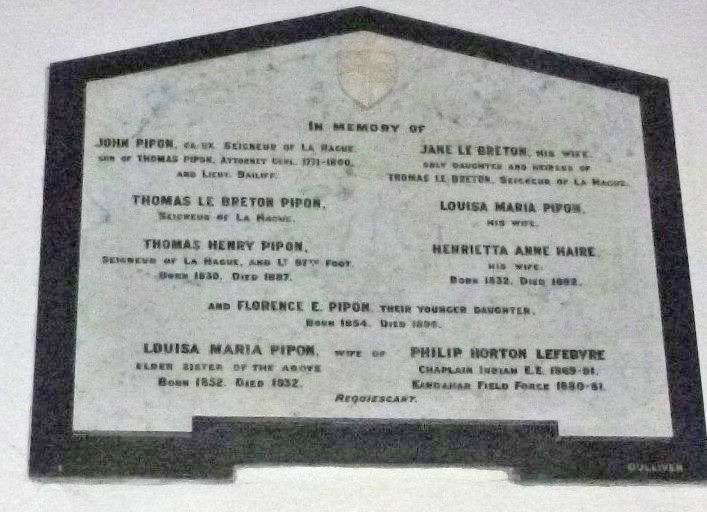 IN MEMORY OF
JOHN PIPON, CA. UX. SEIGNEUR OF LA HAGUE
SON OF THOMAS PIPON, ATTORNEY GENL. 1771-1800,
AND LIEUT. BAILIFF.
JANE LE BRETON, HIS WIFE,
ONLY DAUGHTER AND HEIRESS OF
THOMAS LE BRETON, SEIGNEUR OF LA HAGUE.
THOMAS LE BRETON PIPON,
SEIGNEUR OF LA HAGUE.
LOUISA MARIA PIPON,
HIS WIFE.
THOMAS HENRY PIPON,
SEIGNEUR OF LA HAGUE, AND LT 87TH FOOT.
BORN 1830. DIED 1887.
HENRIETTA ANNE HAIRE,
HIS WIFE.
BORN 1832. DIED 1892.
AND FLORENCE E. PIPON, THEIR YOUNGER DAUGHTER,
BORN 1854. DIED
LOUISA MARIA PIPON, WIFE OF PHILIP HORTON LEFEBVRE
ELDER SISTER OF THE ABOVE
BORN 1852. DIED 1932.
CHAPLAIN INDIAN E.E. 1869-91.
KANDAHAR FIELD FORCE 1880-81.
REQUIESCANT.
GULLIVER